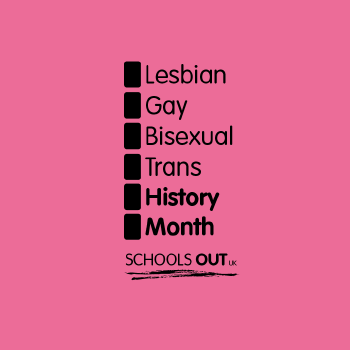 Lesbian
Gay
Bisexual
Trans
History
Month
SCHOOLS OUT UK